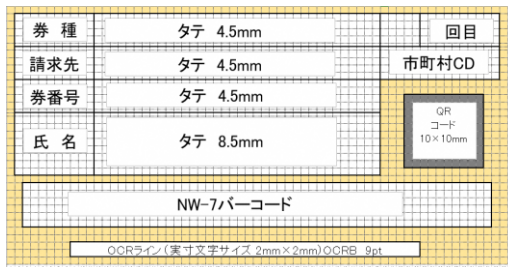 券 種 タテ 4.5mm 回目
請求先 タテ 4.5mm 市町村CD
券番号 タテ 4.5mm
QR
コード
10×10mm
氏 名 タテ 8.5mm
NW-7バーコード
OCRライン(実寸文字サイズ 2mm×2mm)OCRB 9pt